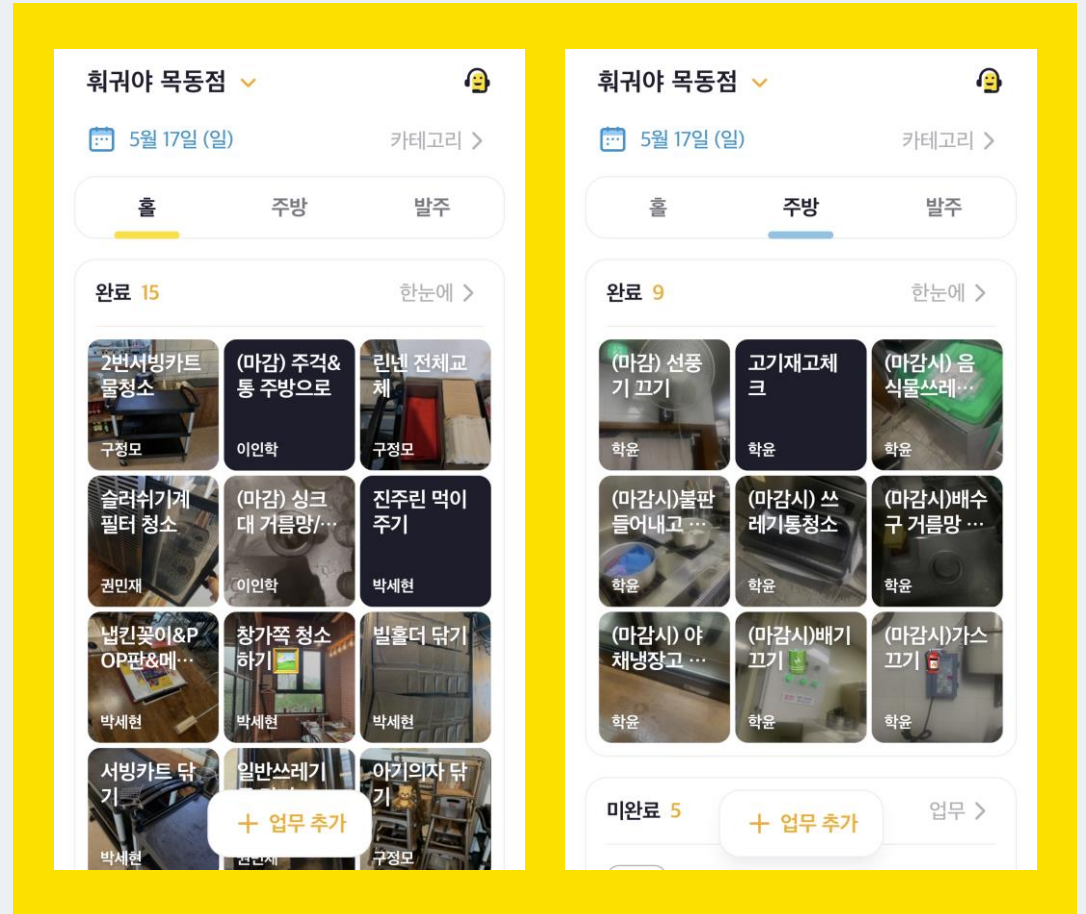 훠궈야 목동점
5월 17일 (일)
카테고리
홀
주방
발주
완료 15
한눈에
2번서빙카트
물청소
구정모
(마감) 주걱&
통 주방으로
이인학
린넨 전체교
체
구정모
슬러쉬기계
필터 청소
권민재
(마감) 싱크
대 거름망/…
이인학
진주린 먹이
주기
박세현
냅킨꽂이&P
OP판&메…
박세현
창가쪽 청소
하기
박세현
빌홀더 닦기
박세현
서빙카트 닦
기
박세현
일반쓰레기
권민재
아기의자 닦
기
구정모
+ 업무 추가
훠궈야 목동점
5월 17일 (일)
카테고리
홀
주방
발주
완료 9
한눈에
(마감) 선풍
기 끄기
학윤
고기재고체
크
학윤
(마감시) 음
식물쓰레…
학윤
(마감시)불판
들어내고 …
학윤
(마감시) 쓰
레기통청소
학윤
(마감시)배수
구 거름망 …
학윤
(마감시) 야
채냉장고 …
학윤
(마감시)배기
끄기
학윤
(마감시)가스
끄기
학윤
미완료 5
업무
+ 업무 추가